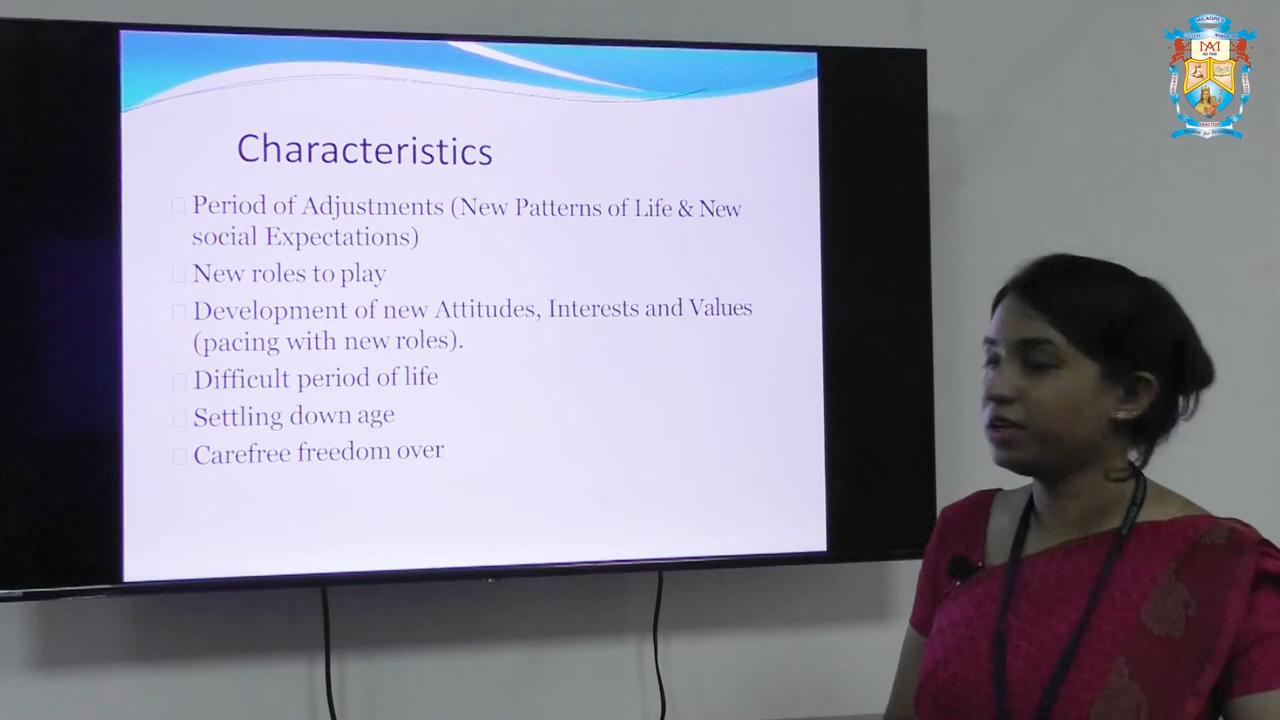 MILAGRES
Characteristics
Period of Adjustments (New Patterns of Life & New
social Expectations)
New roles to play
Development of new Attitudes, Interests and Values
(pacing with new roles).
Difficult period of life
Settling down age
Carefree freedom over